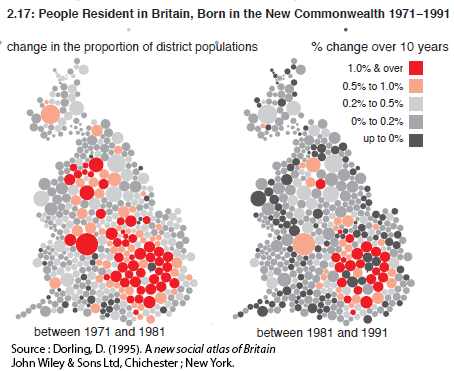 2.17: People Resident in Britain, Born in the New Commonwealth 1971–1991
change in the proportion of district populations
% change over 10 years
1.0% & over
0.5% to 1.0%
0.2% to 0.5%
0% to 0.2%
up to 0%
between 1971 and 1981
between 1981 and 1991
Source : Dorling, D. (1995). A new social atlas of Britain
John Wiley & Sons Ltd, Chichester ; New York.